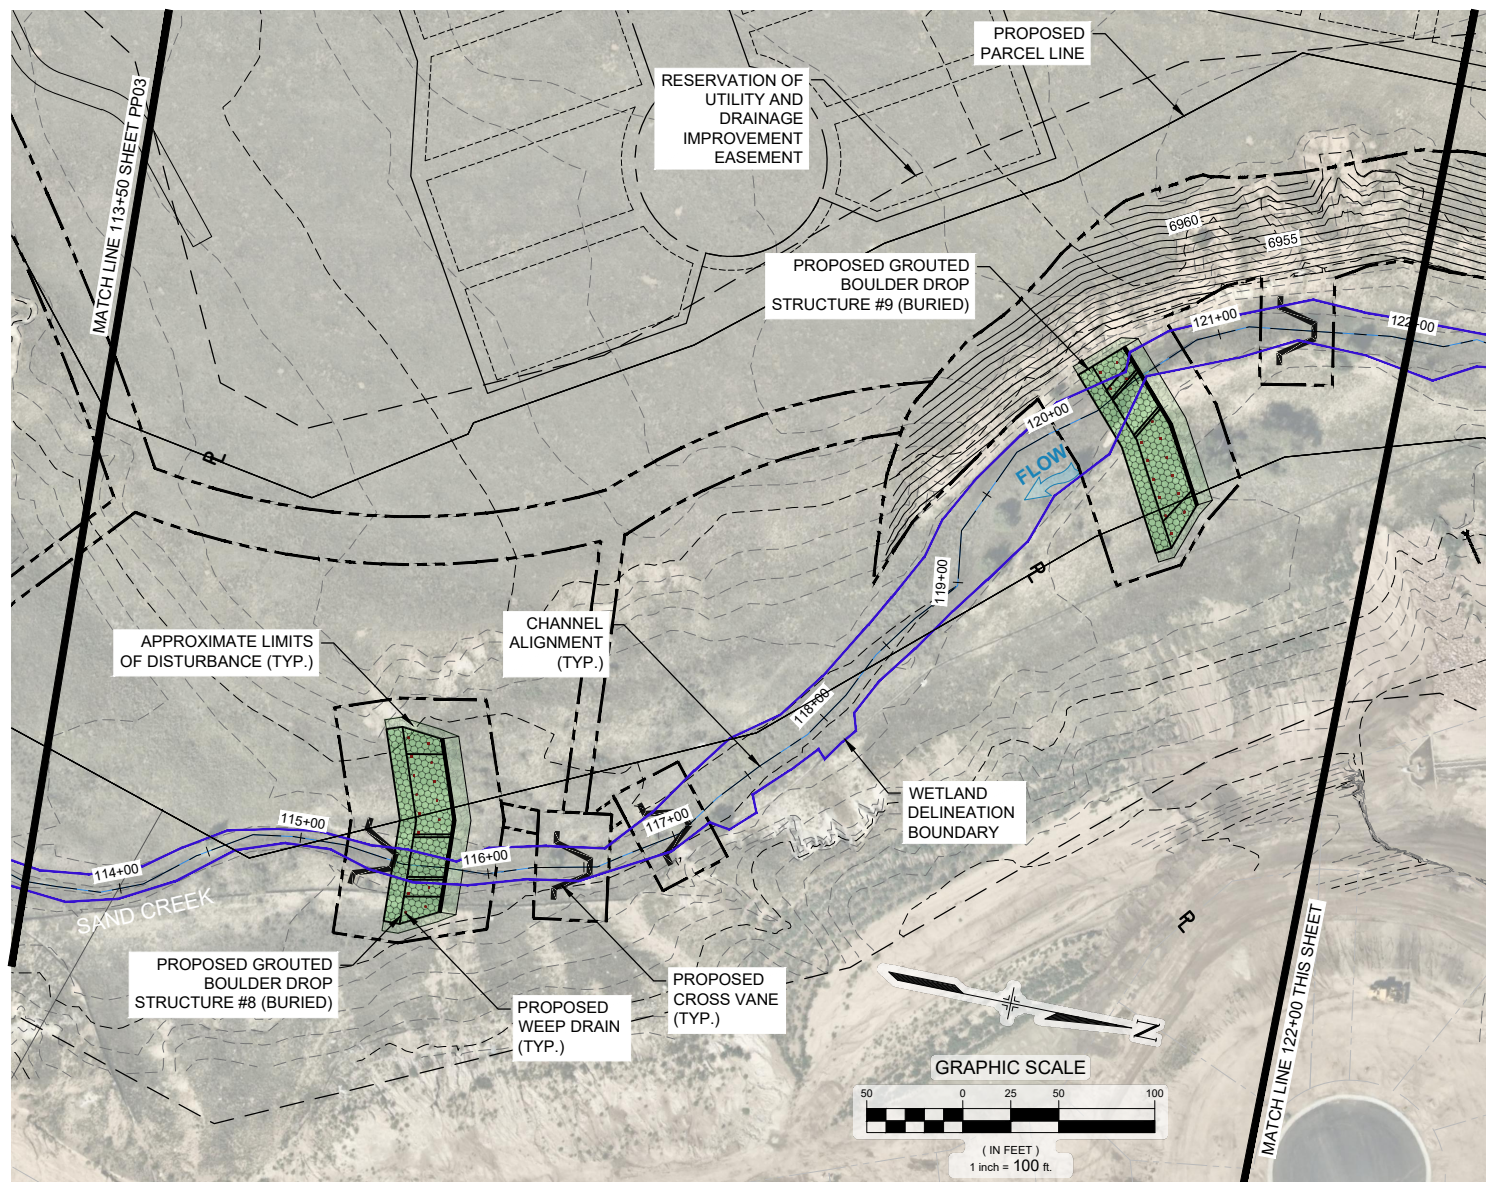 PROPOSED
PARCEL LINE
RESERVATION OF
UTILITY AND
DRAINAGE
IMPROVEMENT
EASEMENT
MATCH LINE 113+50 SHEET PP03
6960
6955
PROPOSED GROUTED
BOULDER DROP
STRUCTURE #9 (BURIED)
121+00
122+00
120+00
FLOW
PL
119+00
PL
CHANNEL
ALIGNMENT
(TYP.)
APPROXIMATE LIMITS
OF DISTURBANCE (TYP.)
118+00
WETLAND
DELINEATION
BOUNDARY
117+00
115+00
116+00
114+00
SAND CREEK
PL
PROPOSED GROUTED
BOULDER DROP
STRUCTURE #8 (BURIED)
PROPOSED
WEEP DRAIN
(TYP.)
PROPOSED
CROSS VANE
(TYP.)
N
MATCH LINE 122+00 THIS SHEET
GRAPHIC SCALE
50 0 25 50 100
( IN FEET )
1 inch = 100 ft.